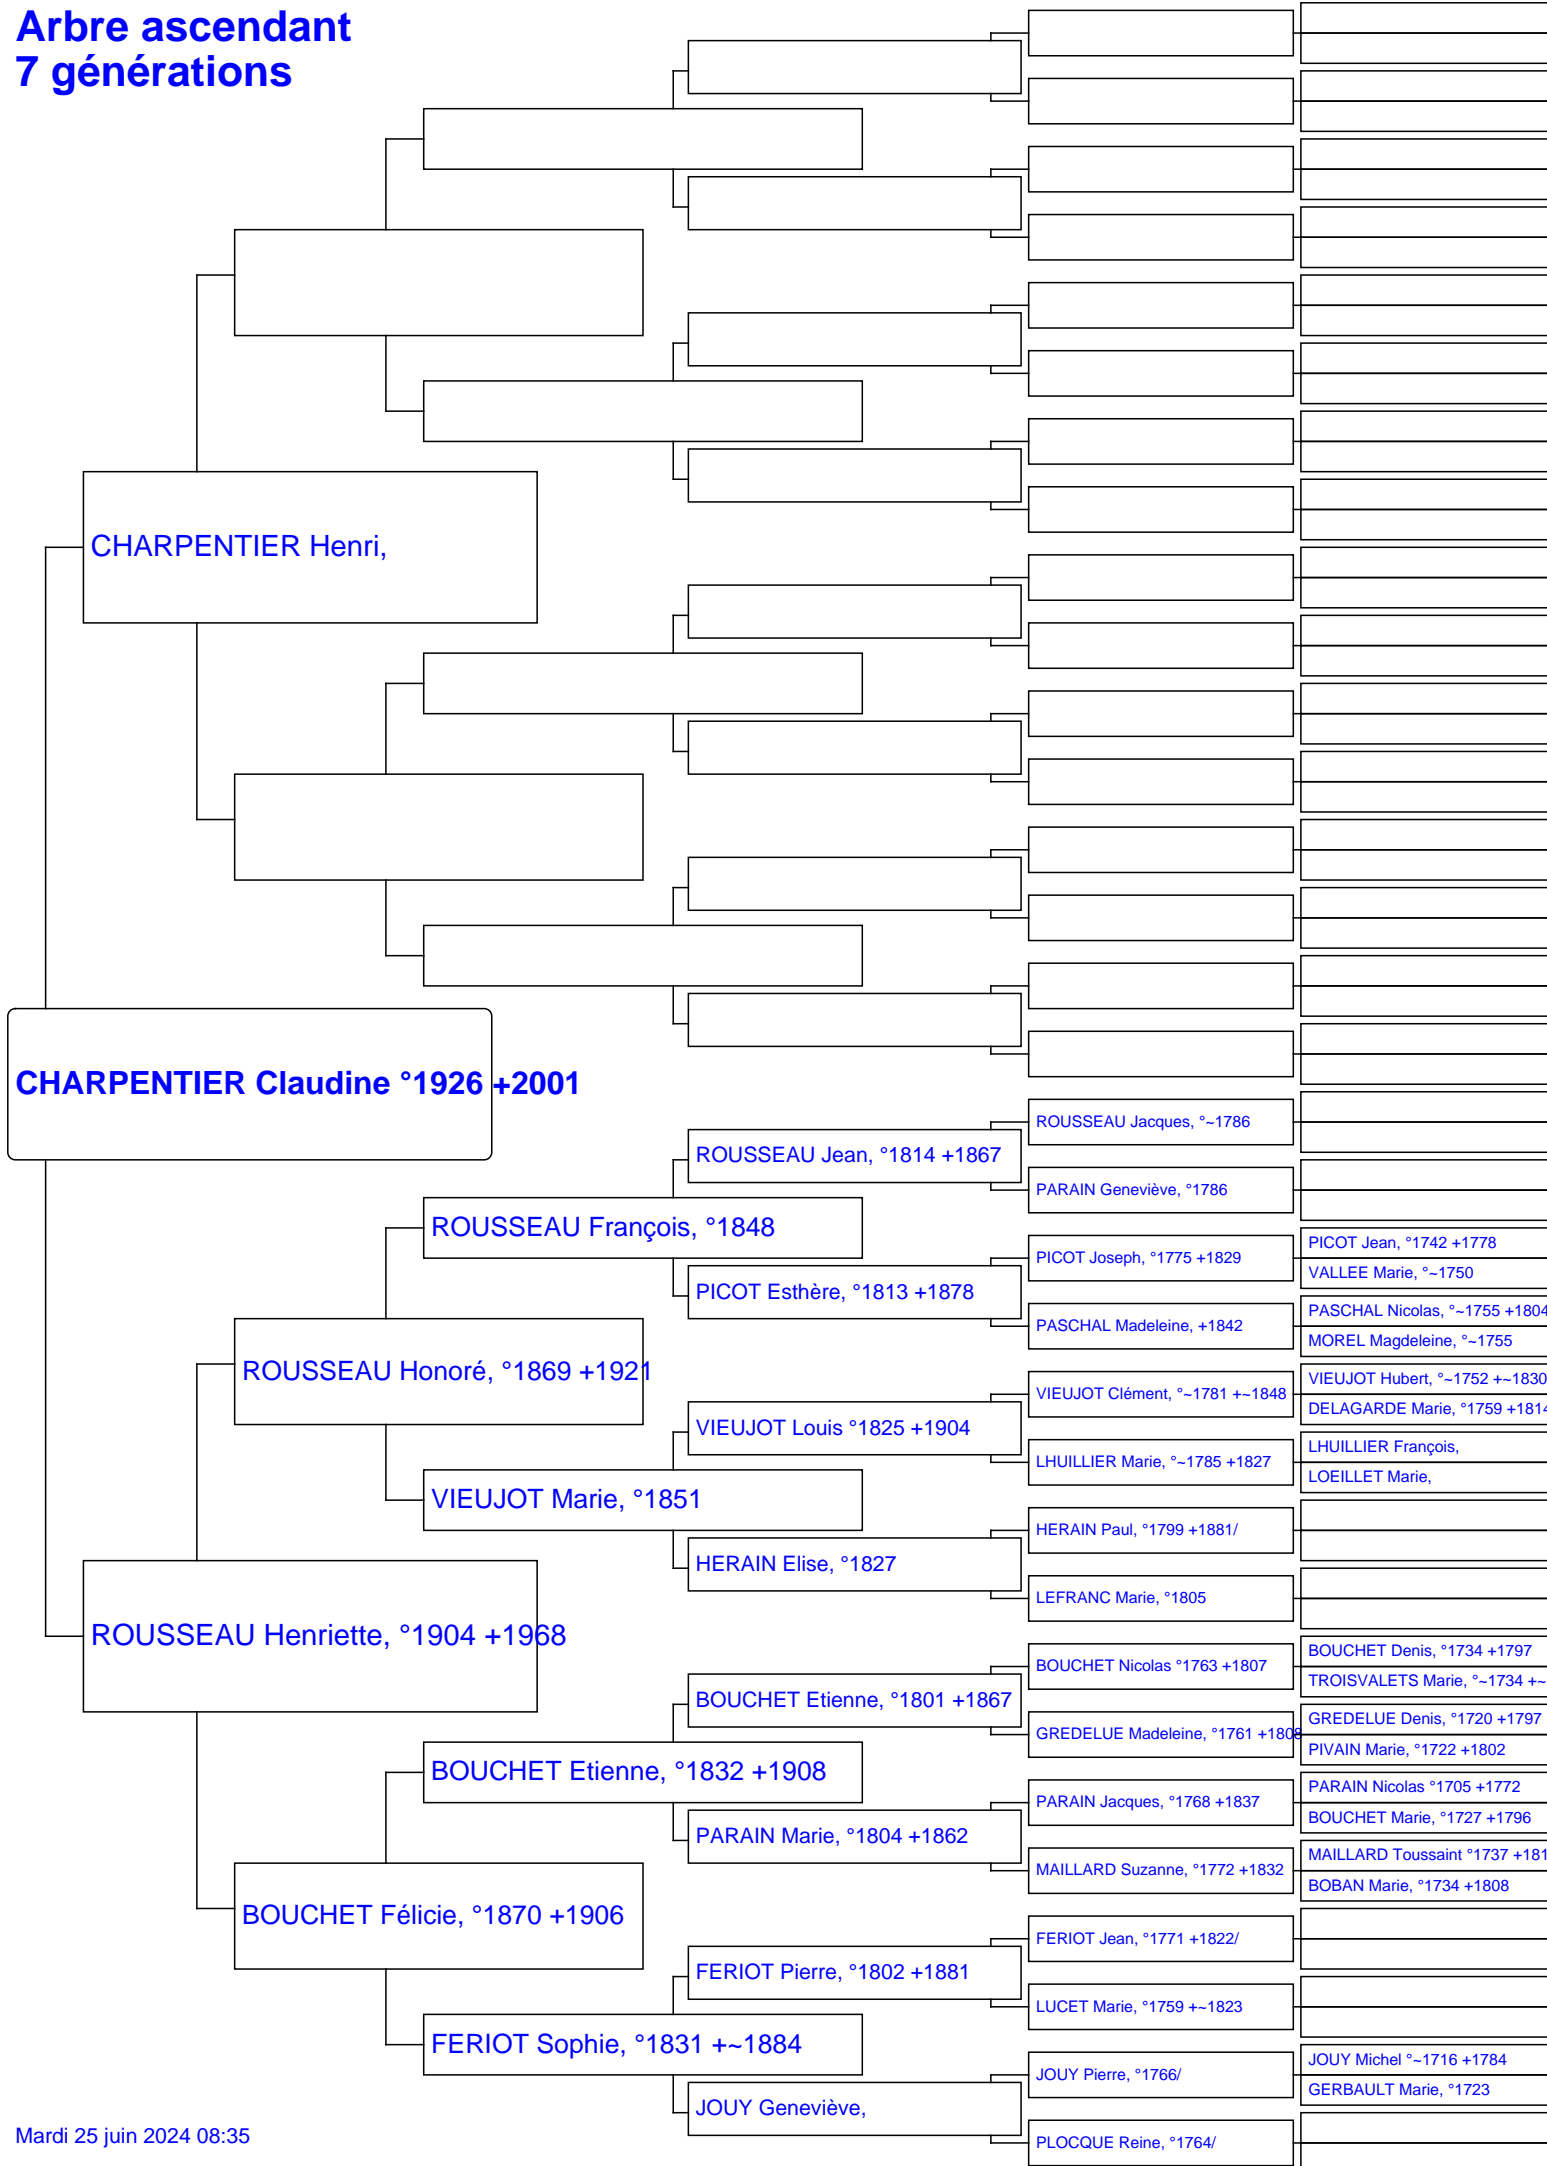 Arbre ascendant
7 générations
CHARPENTIER Henri,
CHARPENTIER Claudine °1926 +2001
ROUSSEAU Jacques, °~1786
ROUSSEAU Jean, °1814 +1867
PARAIN Geneviève, °1786
ROUSSEAU François, °1848
PICOT Jean, °1742 +1778
PICOT Joseph, °1775 +1829
VALLEE Marie, °~1750
PICOT Esthère, °1813 +1878
PASCHAL Nicolas, °~1755 +1804
PASCHAL Madeleine, +1842
MOREL Magdeleine, °~1755
ROUSSEAU Honoré, °1869 +1921
VIEUJOT Hubert, °~1752 +~1830
VIEUJOT Clément, °~1781 +~1848
DELAGARDE Marie, °1759 +1814
VIEUJOT Louis °1825 +1904
LHUILLIER François,
LHUILLIER Marie, °~1785 +1827
LOEILLET Marie,
VIEUJOT Marie, °1851
HERAIN Paul, °1799 +1881/
HERAIN Elise, °1827
LEFRANC Marie, °1805
ROUSSEAU Henriette, °1904 +1968
BOUCHET Denis, °1734 +1797
BOUCHET Nicolas °1763 +1807
TROISVALETS Marie, °~1734 +~
BOUCHET Etienne, °1801 +1867
GREDELUE Denis, °1720 +1797
GREDELUE Madeleine, °1761 +1808
PIVAIN Marie, °1722 +1802
BOUCHET Etienne, °1832 +1908
PARAIN Nicolas °1705 +1772
PARAIN Jacques, °1768 +1837
BOUCHET Marie, °1727 +1796
PARAIN Marie, °1804 +1862
MAILLARD Toussaint °1737 +181
MAILLARD Suzanne, °1772 +1832
BOBAN Marie, °1734 +1808
BOUCHET Félicie, °1870 +1906
FERIOT Jean, °1771 +1822/
FERIOT Pierre, °1802 +1881
LUCET Marie, °1759 +~1823
FERIOT Sophie, °1831 +~1884
JOUY Michel °~1716 +1784
JOUY Pierre, °1766/
GERBAULT Marie, °1723
JOUY Geneviève,
PLOCQUE Reine, °1764/
Mardi 25 juin 2024 08:35